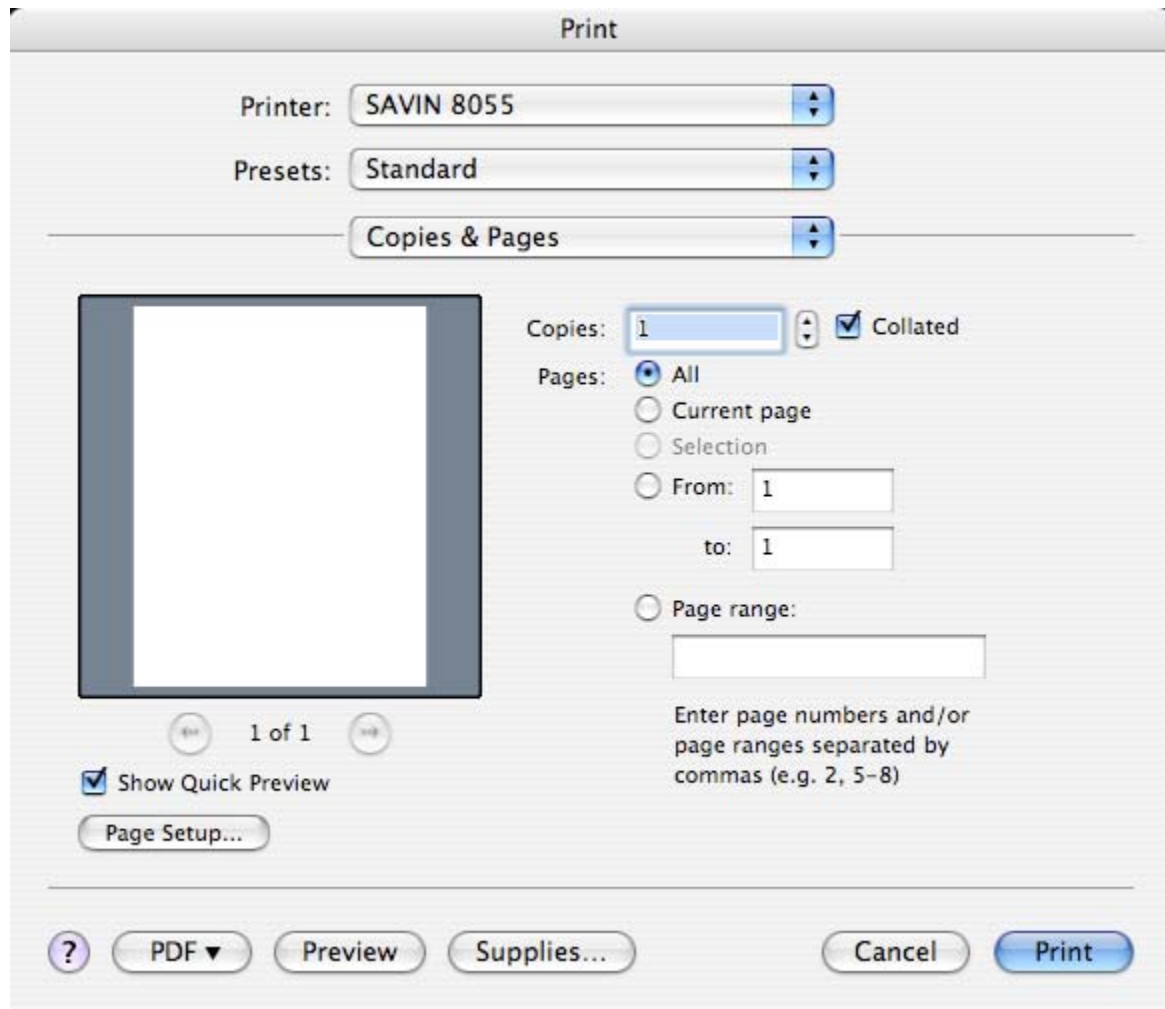 Print
Printer: SAVIN 8055
Presets: Standard
Copies & Pages
Copies: 1 Collated
Pages: All
Current page
Selection
From: 1
to: 1
Page range:
Enter page numbers and/or
page ranges separated by
commas (e.g. 2, 5-8)
1 of 1
Show Quick Preview
Page Setup...
? PDF▼ Preview Supplies... Cancel Print